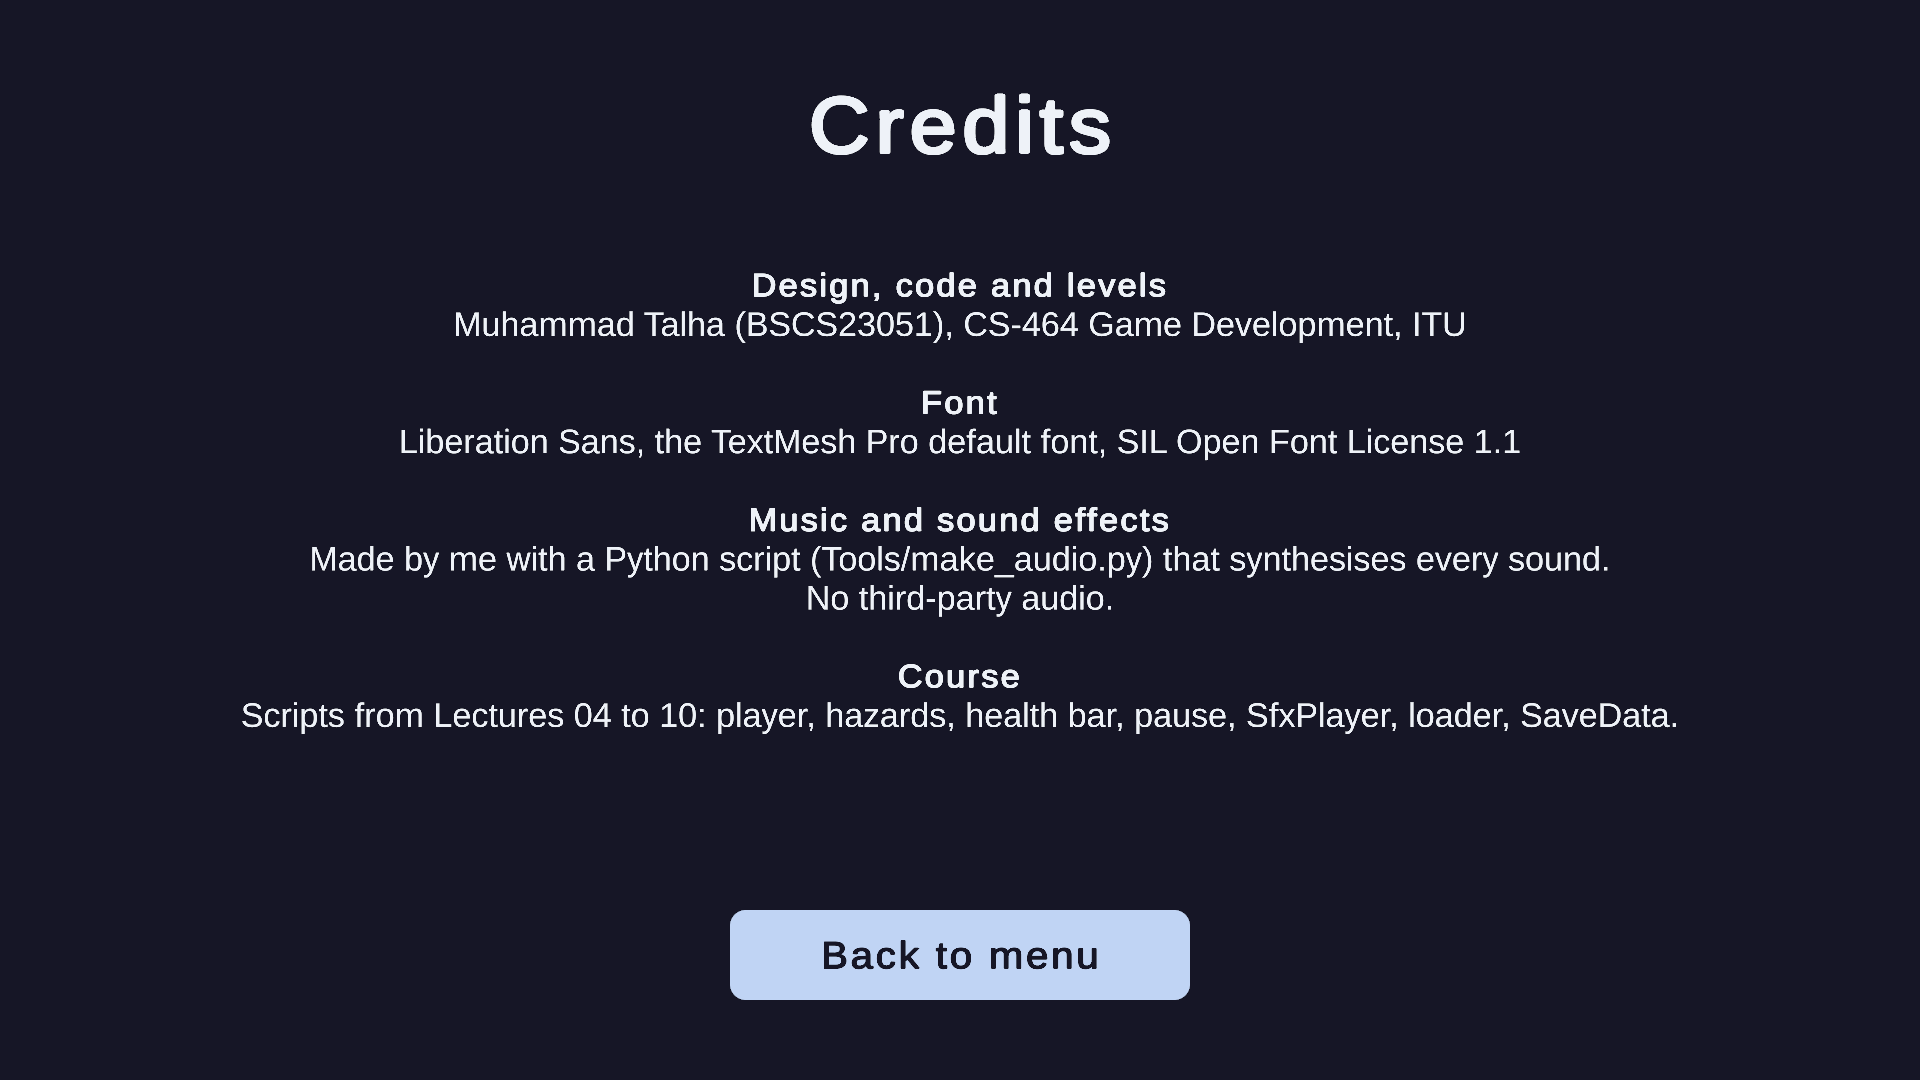 Credits
Design, code and levels
Muhammad Talha (BSCS23051), CS-464 Game Development, ITU
Font
Liberation Sans, the TextMesh Pro default font, SIL Open Font License 1.1
Music and sound effects
Made by me with a Python script (Tools/make_audio.py) that synthesises every sound.
No third-party audio.
Course
Scripts from Lectures 04 to 10: player, hazards, health bar, pause, SfxPlayer, loader, SaveData.
Back to menu